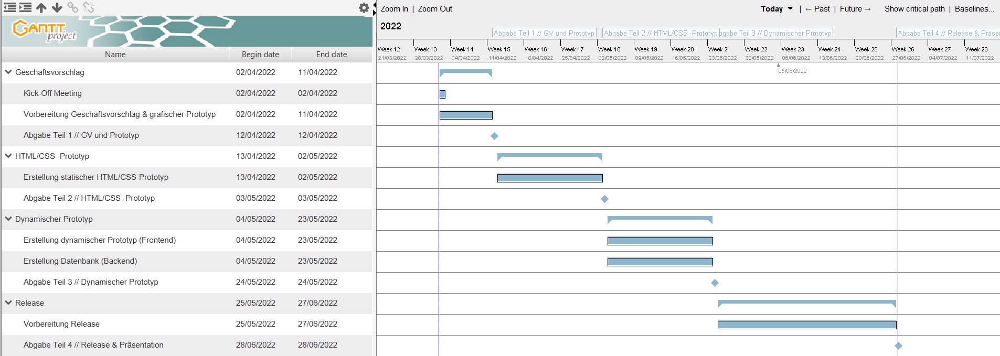 Zoom In | Zoom Out
Today | ← Past | Future → Show critical path | Baselines...
GANTT
project
2022
Abgabe Teil 1 // GV und Prototyp
Abgabe Teil 2 // HTML/CSS -Prototyp
Teil 3 // Dynamischer Prototyp
Abgabe Teil 4 // Release &
Week 12 Week 13 Week 14 Week 15 Week 16 Week 17 Week 18 Week 19 Week 20 Week 21 Week 22 Week 23 Week 24 Week 25 Week 26 Week 27 Week 28
21/03/2022 28/03/2022 04/04/2022 11/04/2022 18/04/2022 25/04/2022 02/05/2022 09/05/2022 16/05/2022 23/05/2022 30/05/2022 06/06/2022 13/06/2022 20/06/2022 27/06/2022 04/07/2022 11/07/2022
05/06/2022
Name Begin date End date
Geschäftsvorschlag 02/04/2022 11/04/2022
Kick-Off Meeting 02/04/2022 02/04/2022
Vorbereitung Geschäftsvorschlag & grafischer Prototyp 02/04/2022 11/04/2022
Abgabe Teil 1 // GV und Prototyp 12/04/2022 12/04/2022
HTML/CSS -Prototyp 13/04/2022 02/05/2022
Erstellung statischer HTML/CSS-Prototyp 13/04/2022 02/05/2022
Abgabe Teil 2 // HTML/CSS -Prototyp 03/05/2022 03/05/2022
Dynamischer Prototyp 04/05/2022 23/05/2022
Erstellung dynamischer Prototyp (Frontend) 04/05/2022 23/05/2022
Erstellung Datenbank (Backend) 04/05/2022 23/05/2022
Abgabe Teil 3 // Dynamischer Prototyp 24/05/2022 24/05/2022
Release 25/05/2022 27/06/2022
Vorbereitung Release 25/05/2022 27/06/2022
Abgabe Teil 4 // Release & Präsentation 28/06/2022 28/06/2022